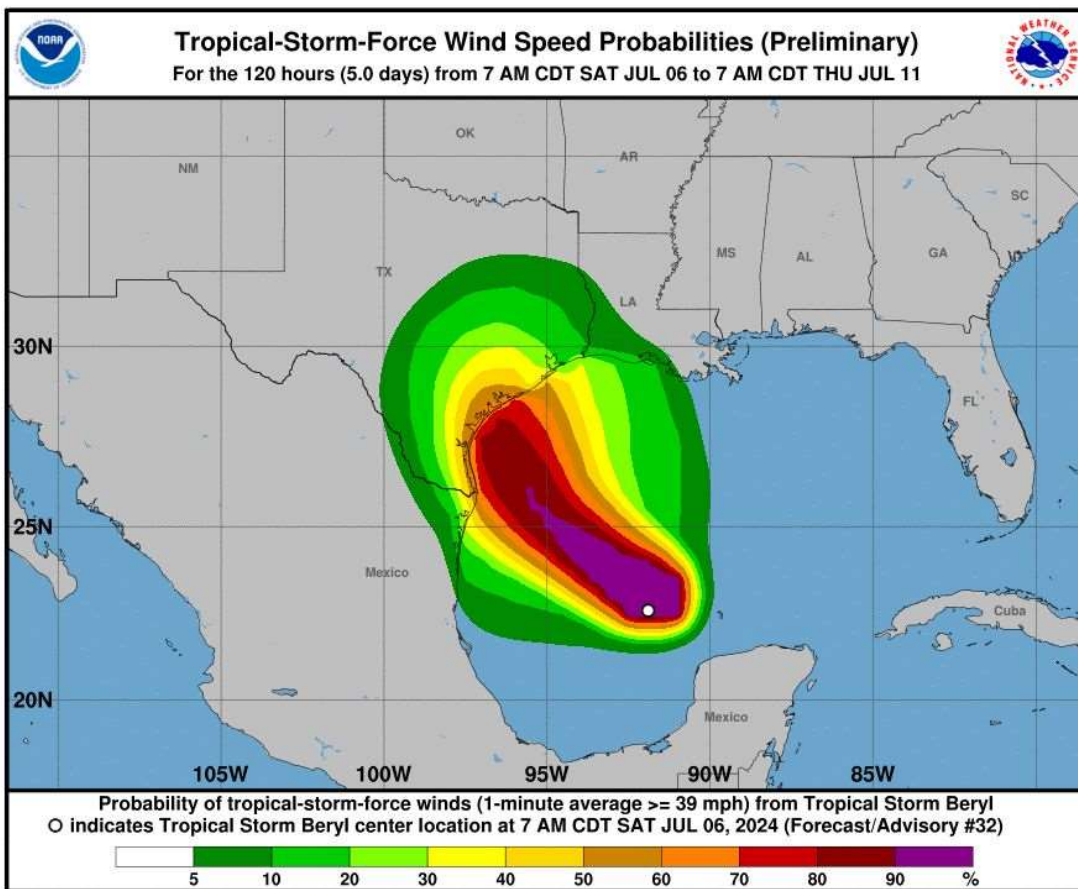 NOAA
Tropical-Storm-Force Wind Speed Probabilities (Preliminary)
For the 120 hours (5.0 days) from 7 AM CDT SAT JUL 06 to 7 AM CDT THU JUL 11
NATIONAL WEATHER SERVICE
OK
AR
NM
SC
MS
AL
GA
TX
LA
30N
FL
25N
Mexico
Cuba
20N
Mexico
105W
100W
95W
90W
85W
Probability of tropical-storm-force winds (1-minute average >= 39 mph) from Tropical Storm Beryl
indicates Tropical Storm Beryl center location at 7 AM CDT SAT JUL 06, 2024 (Forecast/Advisory #32)
5 10 20 30 40 50 60 70 80 90 %